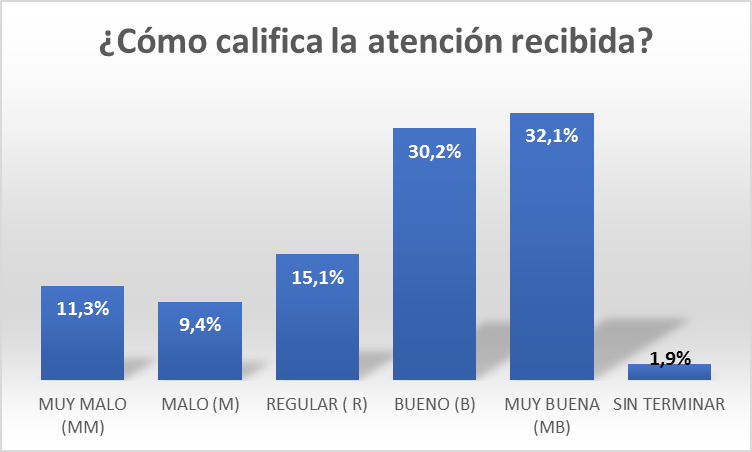 ¿Cómo califica la atención recibida?
11,3%
9,4%
15,1%
30,2%
32,1%
1,9%
MUY MALO
(MM)
MALO (M)
REGULAR ( R)
BUENO (B)
MUY BUENA
(MB)
SIN TERMINAR